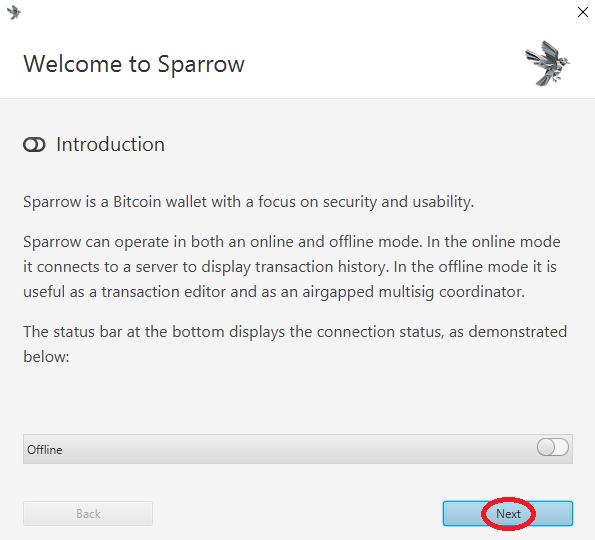 Welcome to Sparrow
Introduction
Sparrow is a Bitcoin wallet with a focus on security and usability.
Sparrow can operate in both an online and offline mode. In the online mode
it connects to a server to display transaction history. In the offline mode it is
useful as a transaction editor and as an airgapped multisig coordinator.
The status bar at the bottom displays the connection status, as demonstrated
below:
Offline
Back
Next